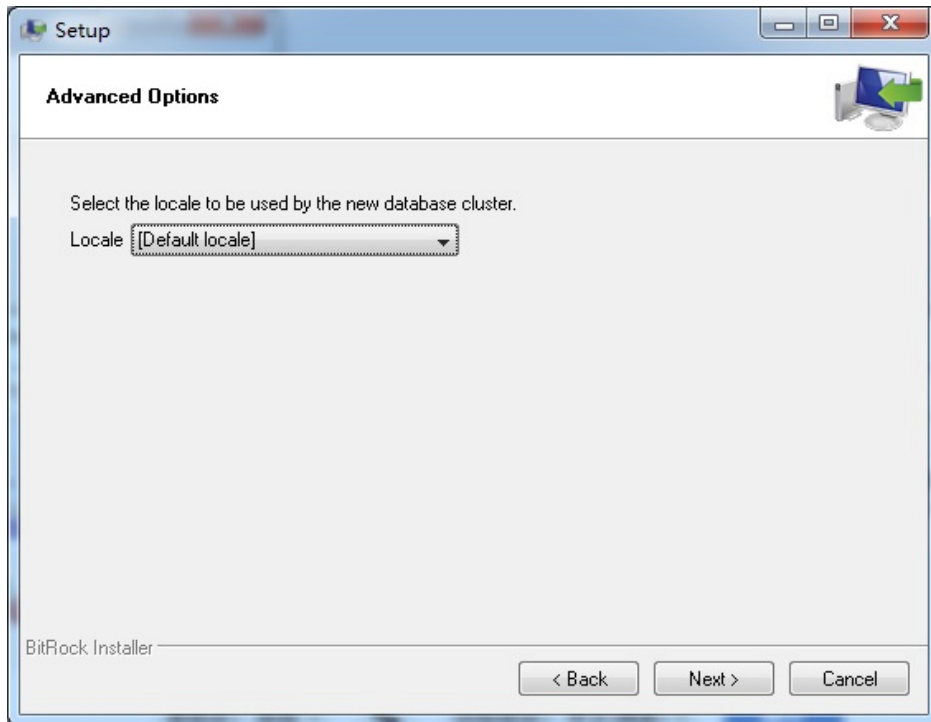 Setup
Advanced Options
Select the locale to be used by the new database cluster.
Locale [Default locale]
BitRock Installer
< Back Next > Cancel